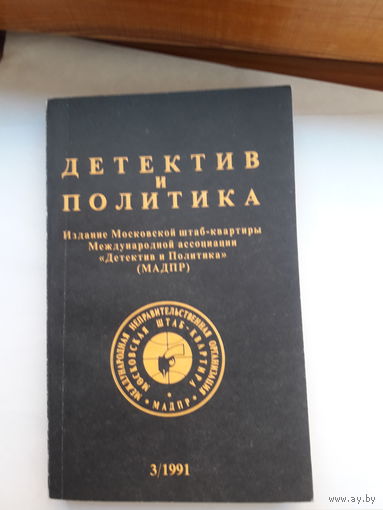 ДЕТЕКТИВ
И
ПОЛИТИКА
Издание Московской штаб-квартиры
Международной ассоциации
«Детектив и Политика»
(МАДПР)
МЕЖДУНАРОДНАЯ НЕПРАВИТЕЛЬСТВЕННАЯ ОРГАНИЗАЦИЯ
МОСКОВСКАЯ ШТАБ-КВАРТИРА
• МАДПР •
3/1991
www.ay.by